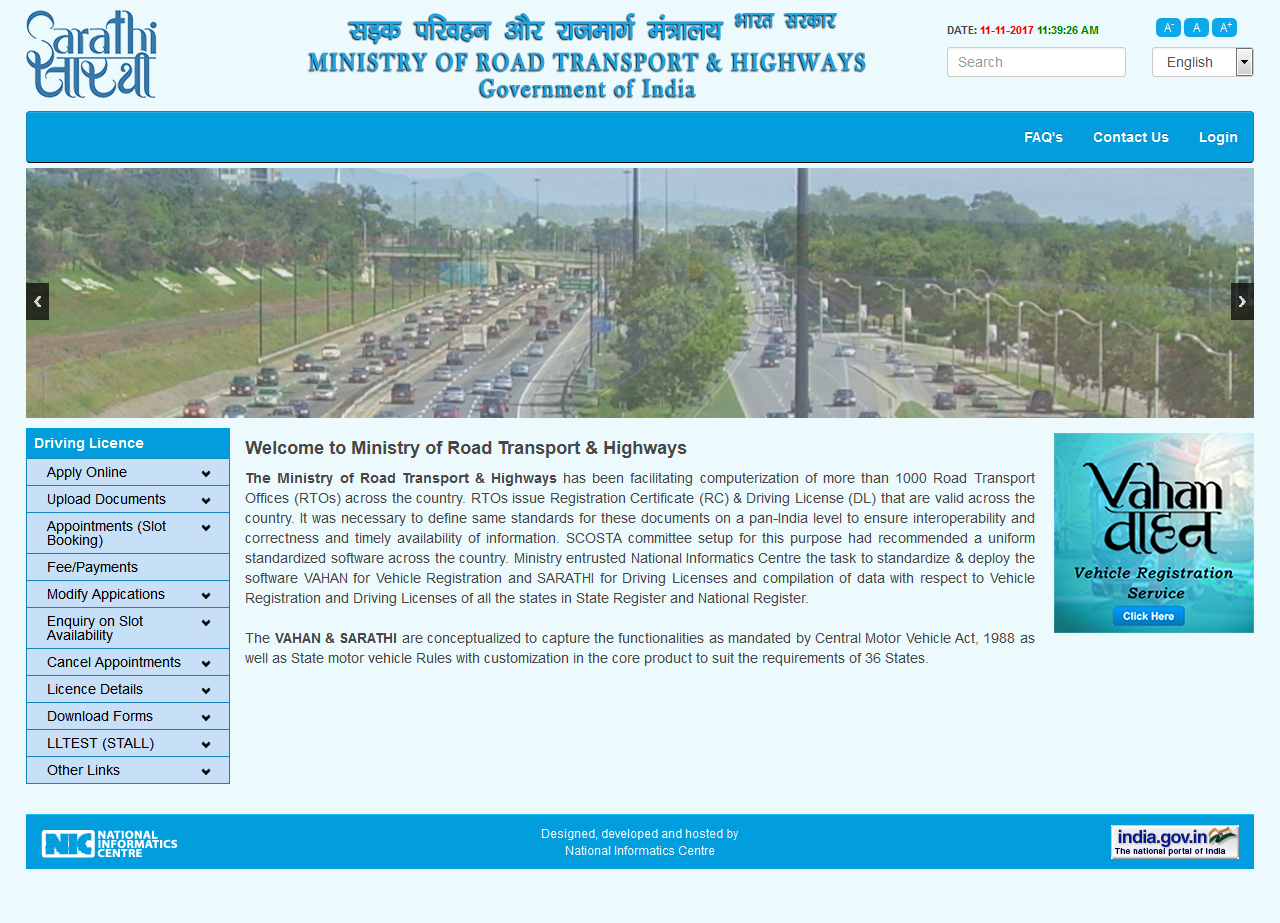 Sarathi
सारथी
सड़क परिवहन और राजमार्ग मंत्रालय भारत सरकार
MINISTRY OF ROAD TRANSPORT & HIGHWAYS
Government of India
DATE: 11-11-2017 11:39:26 AM
A- A A+
Search
English
FAQ's Contact Us Login
Driving Licence
Apply Online
Upload Documents
Appointments (Slot
Booking)
Fee/Payments
Modify Appications
Enquiry on Slot
Availability
Cancel Appointments
Licence Details
Download Forms
LLTEST (STALL)
Other Links
Welcome to Ministry of Road Transport & Highways
The Ministry of Road Transport & Highways has been facilitating computerization of more than 1000 Road Transport
Offices (RTOs) across the country. RTOs issue Registration Certificate (RC) & Driving License (DL) that are valid across the
country. It was necessary to define same standards for these documents on a pan-India level to ensure interoperability and
correctness and timely availability of information. SCOSTA committee setup for this purpose had recommended a uniform
standardized software across the country. Ministry entrusted National Informatics Centre the task to standardize & deploy the
software VAHAN for Vehicle Registration and SARATHI for Driving Licenses and compilation of data with respect to Vehicle
Registration and Driving Licenses of all the states in State Register and National Register.
The VAHAN & SARATHI are conceptualized to capture the functionalities as mandated by Central Motor Vehicle Act, 1988 as
well as State motor vehicle Rules with customization in the core product to suit the requirements of 36 States.
Vahan
वाहन
Vehicle Registration
Service
Click Here
NIC NATIONAL
INFORMATICS
CENTRE
Designed, developed and hosted by
National Informatics Centre
india.gov.in
The national portal of India